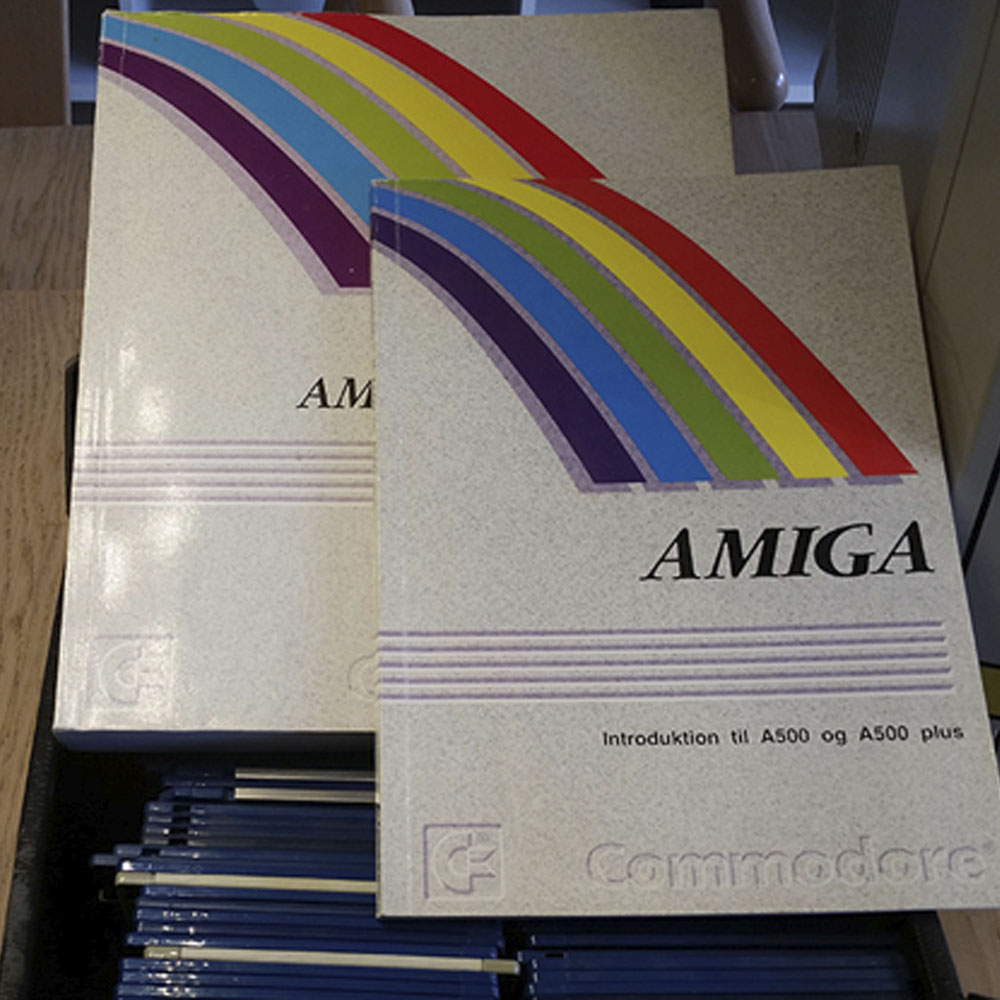 AM
AMIGA
Introduktion til A500 og A500 plus
Commodore